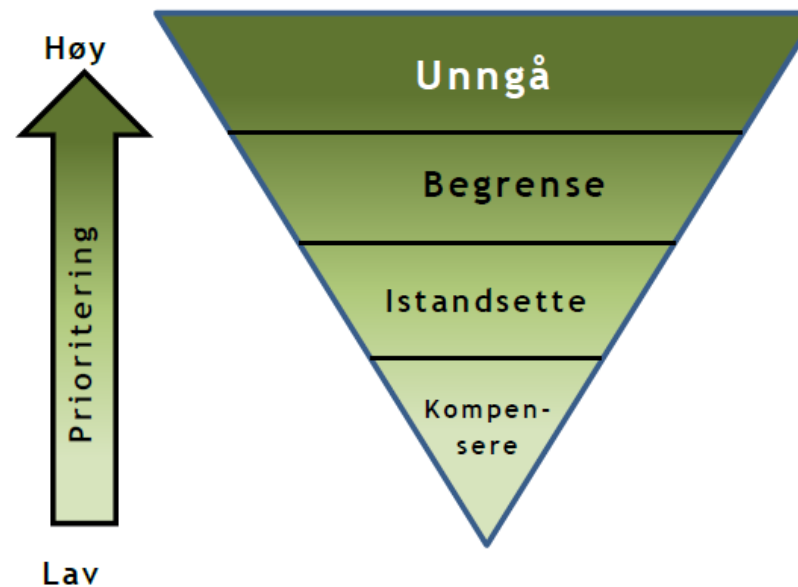 Høy
Prioritering
Lav
Unngå
Begrense
Istandsette
Kompen-
sere